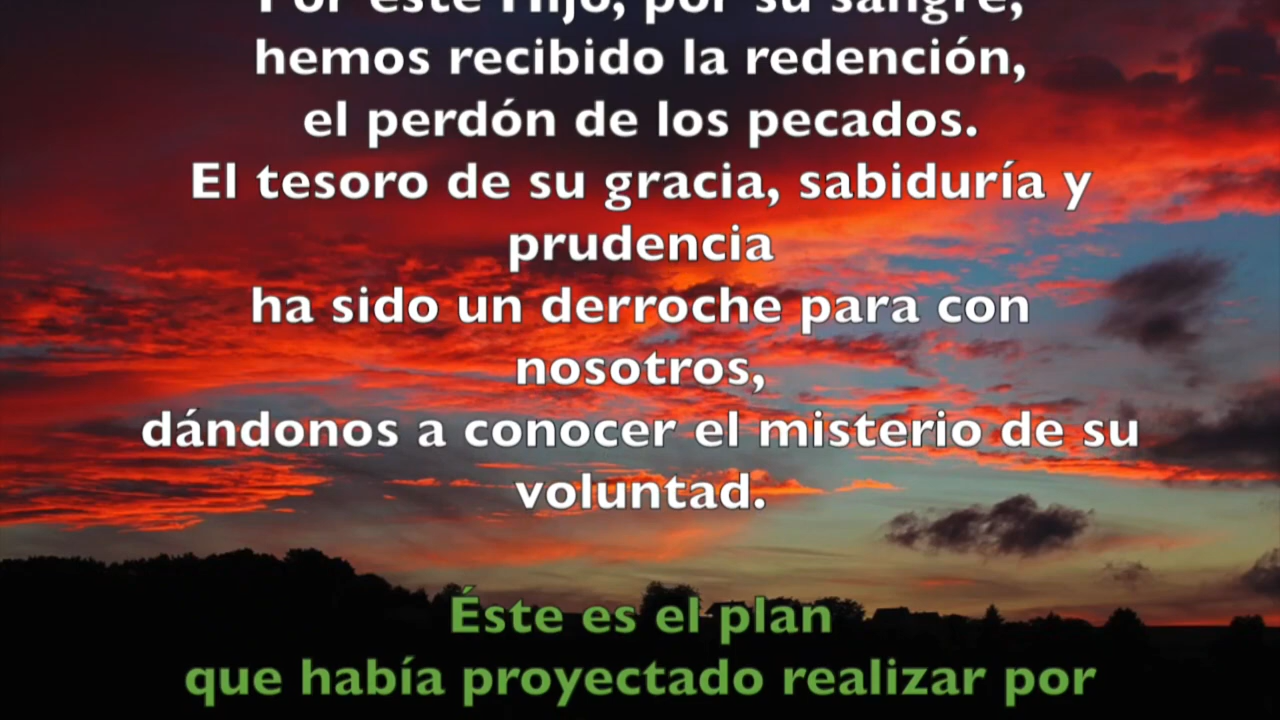 Por este Hijo, por su sangre,
hemos recibido la redención,
el perdón de los pecados.
El tesoro de su gracia, sabiduría y
prudencia
ha sido un derroche para con
nosotros,
dándonos a conocer el misterio de su
voluntad.
Éste es el plan
que había proyectado realizar por